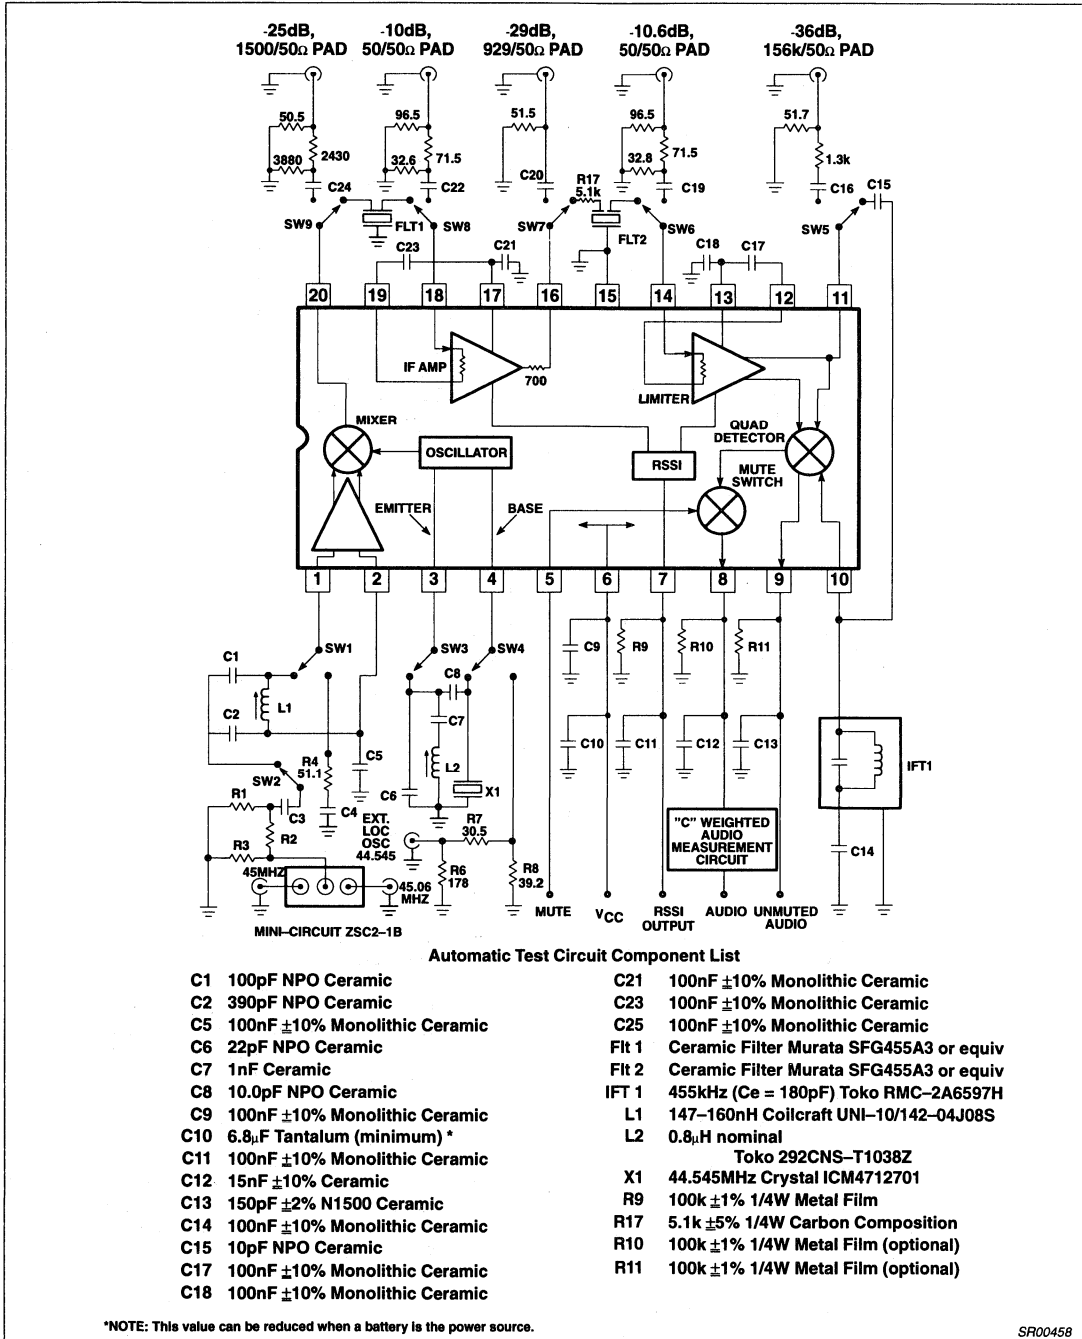 -25dB, -10dB, -29dB, -10.6dB, -36dB,
1500/50Ω PAD 50/50Ω PAD 929/50Ω PAD 50/50Ω PAD 156k/50Ω PAD
50.5 96.5 51.5 96.5 51.7
2430 71.5 71.5 1.3k
3880 32.6 32.8
C24 C22 C20 R17 5.1k C19 C16 C15
SW9 FLT1 SW8 SW7 FLT2 SW6 SW5
C23 C21 C18 C17
20 19 18 17 16 15 14 13 12 11
IF AMP 700 LIMITER
MIXER
OSCILLATOR
RSSI
QUAD
DETECTOR
MUTE
SWITCH
EMITTER BASE
1 2 3 4 5 6 7 8 9 10
SW1 SW3 SW4
C1 C8 C9 R9 R10 R11
L1 C7
C2 L2 C10 C11 C12 C13
C5 IFT1
SW2 R4
51.1
C6 X1
R1 C3 C4
R2
R3
EXT.
LOC
OSC
44.545
R7
30.5
R6
178
R8
39.2
"C" WEIGHTED
AUDIO
MEASUREMENT
CIRCUIT
C14
45MHZ 45.06
MHZ
MINI–CIRCUIT ZSC2–1B
MUTE VCC RSSI
OUTPUT AUDIO UNMUTED
AUDIO
Automatic Test Circuit Component List
C1 100pF NPO Ceramic
C2 390pF NPO Ceramic
C5 100nF ±10% Monolithic Ceramic
C6 22pF NPO Ceramic
C7 1nF Ceramic
C8 10.0pF NPO Ceramic
C9 100nF ±10% Monolithic Ceramic
C10 6.8µF Tantalum (minimum) *
C11 100nF ±10% Monolithic Ceramic
C12 15nF ±10% Ceramic
C13 150pF ±2% N1500 Ceramic
C14 100nF ±10% Monolithic Ceramic
C15 10pF NPO Ceramic
C17 100nF ±10% Monolithic Ceramic
C18 100nF ±10% Monolithic Ceramic
C21 100nF ±10% Monolithic Ceramic
C23 100nF ±10% Monolithic Ceramic
C25 100nF ±10% Monolithic Ceramic
Flt 1 Ceramic Filter Murata SFG455A3 or equiv
Flt 2 Ceramic Filter Murata SFG455A3 or equiv
IFT 1 455kHz (Ce = 180pF) Toko RMC–2A6597H
L1 147–160nH Coilcraft UNI–10/142–04J08S
L2 0.8µH nominal
Toko 292CNS–T1038Z
X1 44.545MHz Crystal ICM4712701
R9 100k ±1% 1/4W Metal Film
R17 5.1k ±5% 1/4W Carbon Composition
R10 100k ±1% 1/4W Metal Film (optional)
R11 100k ±1% 1/4W Metal Film (optional)
*NOTE: This value can be reduced when a battery is the power source.
SR00458